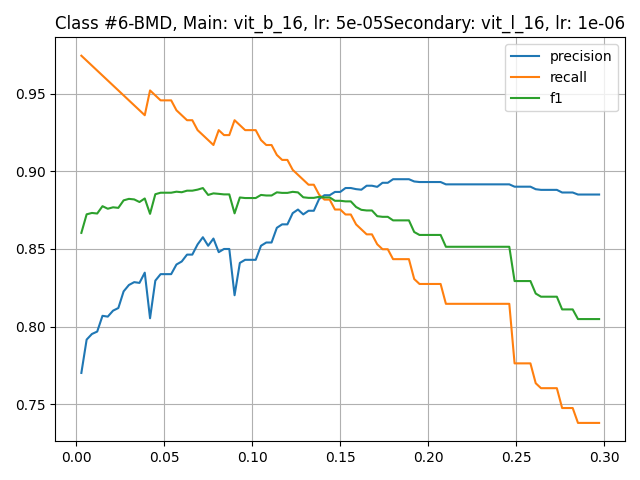 Class #6-BMD, Main: vit_b_16, lr: 5e-05Secondary: vit_l_16, lr: 1e-06
precision
recall
f1
0.95
0.90
0.85
0.80
0.75
0.00 0.05 0.10 0.15 0.20 0.25 0.30